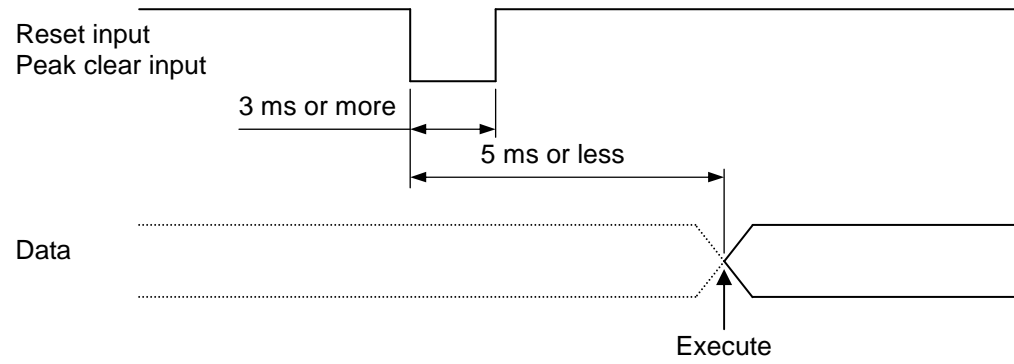 Reset input
Peak clear input
3 ms or more
5 ms or less
Data
Execute